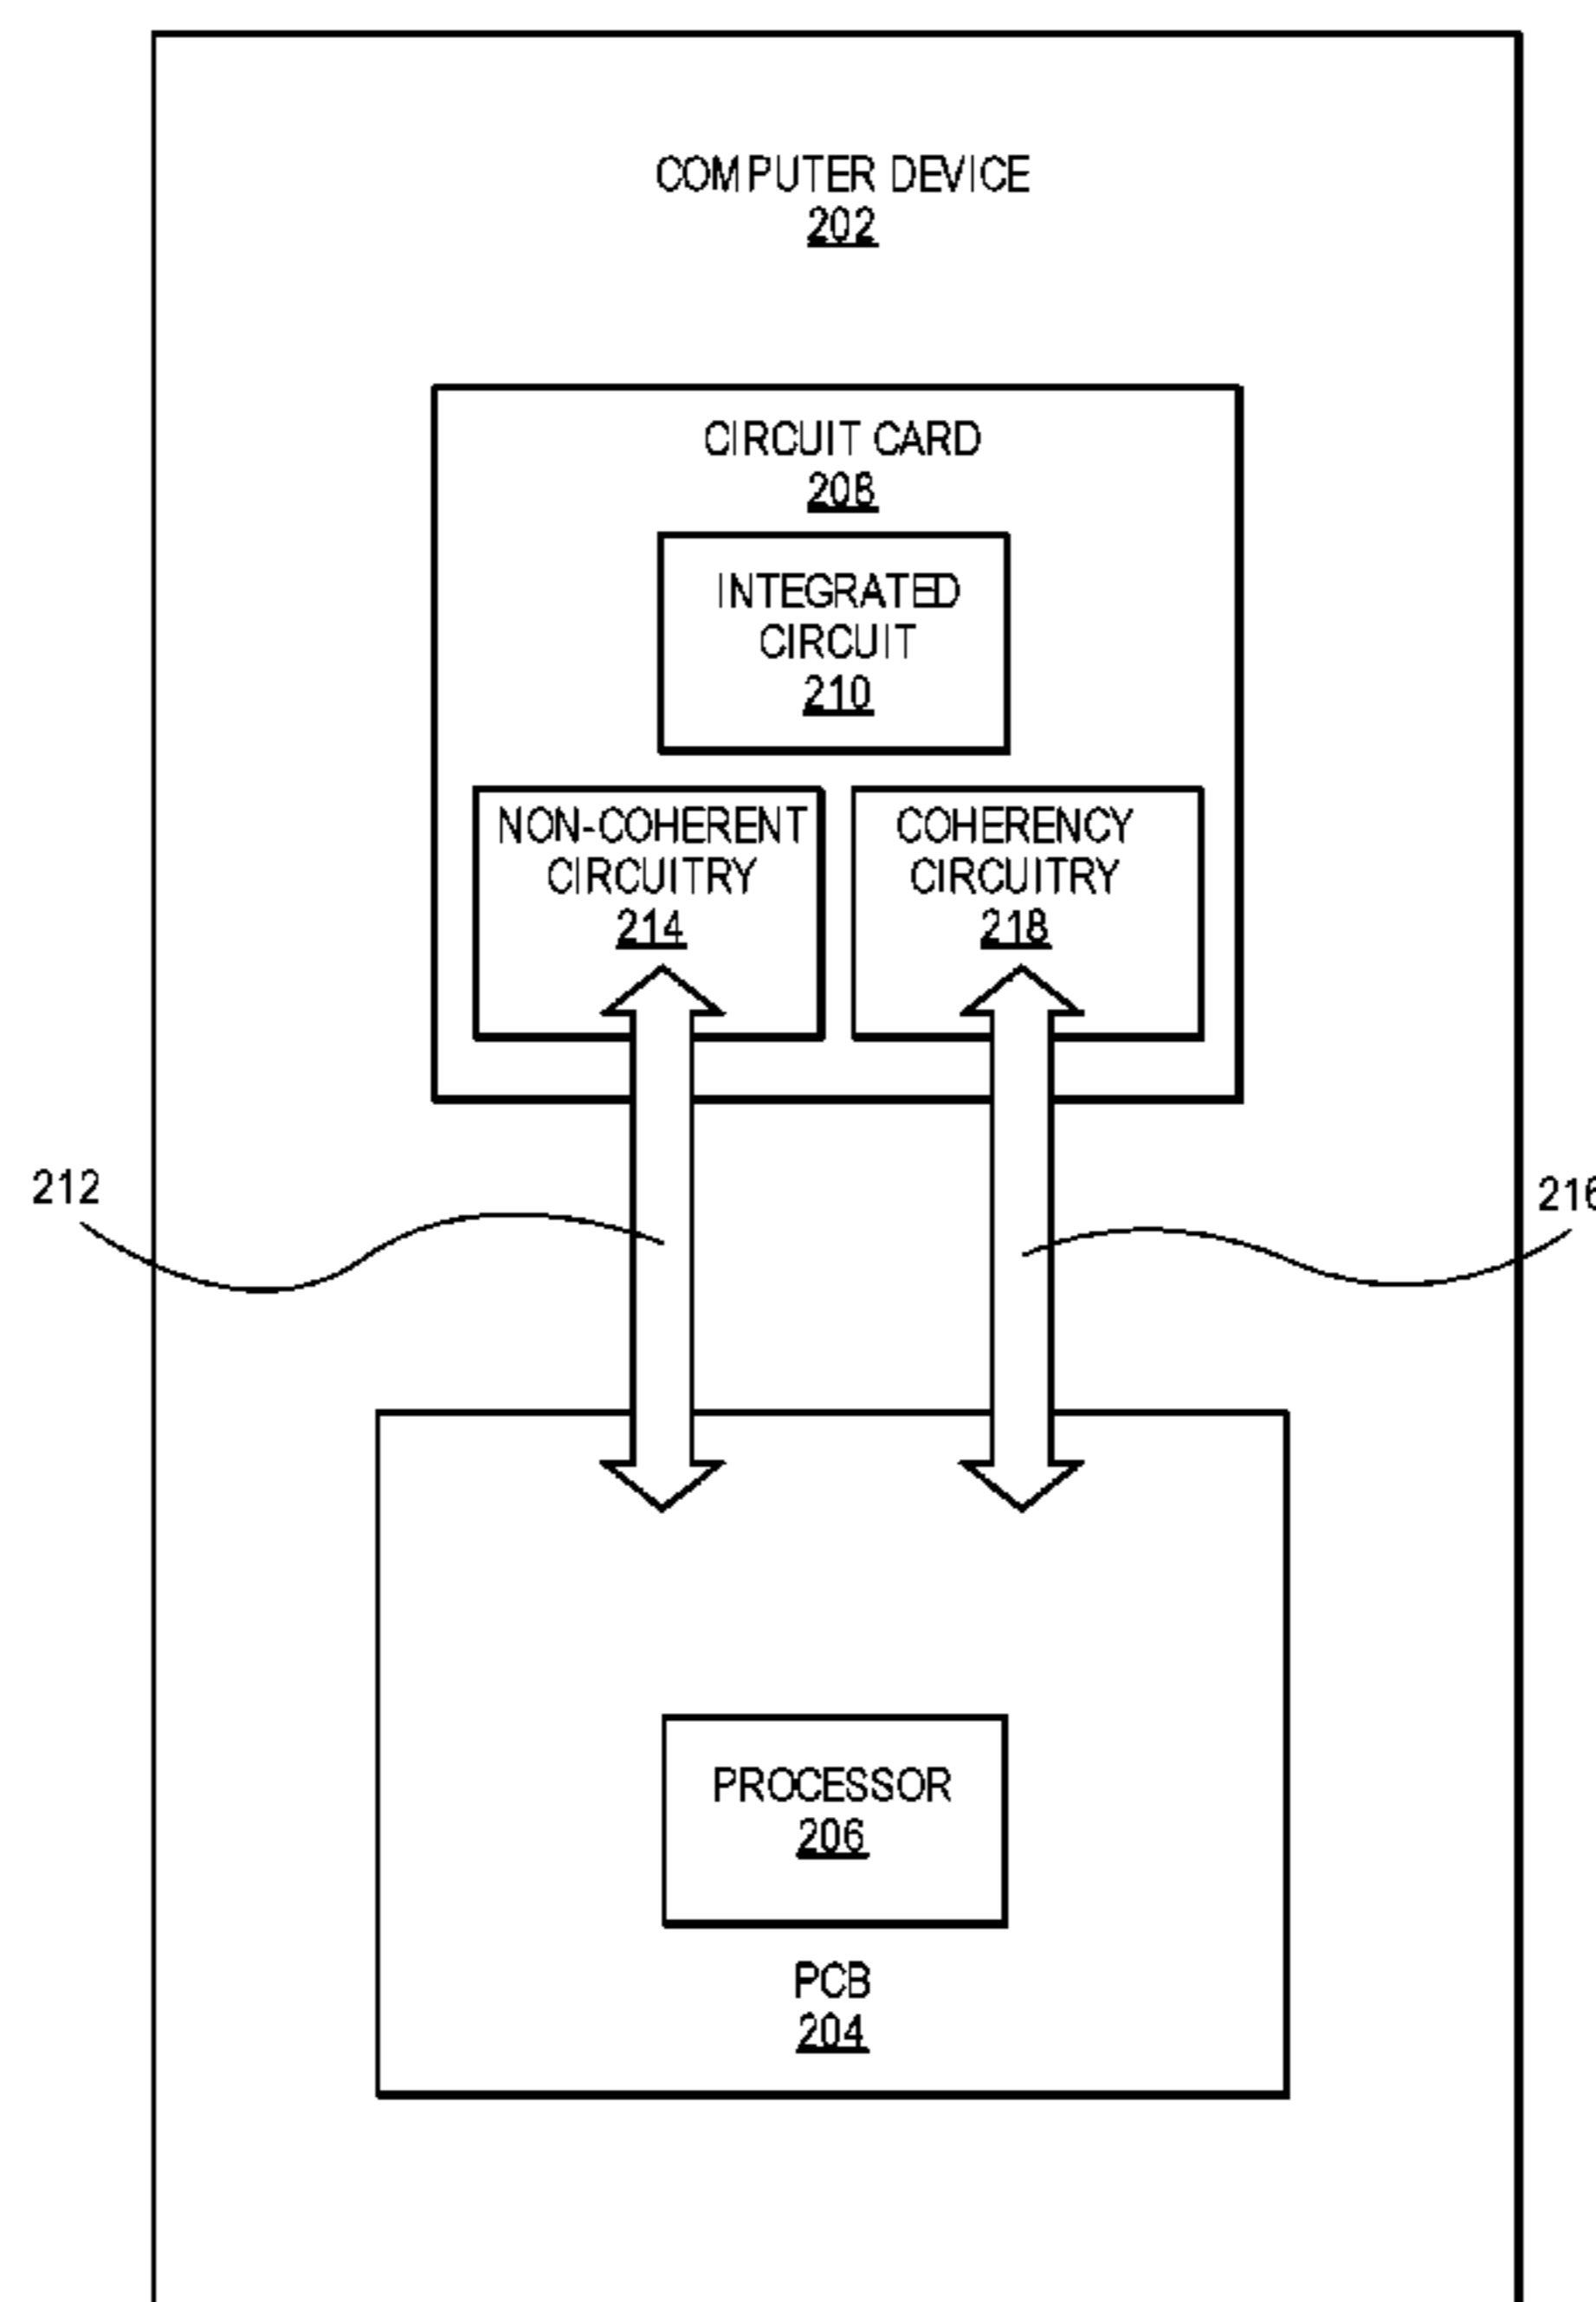 COMPUTER DEVICE
202
CIRCUIT CARD
208
INTEGRATED
CIRCUIT
210
NON-COHERENT
CIRCUITRY
214
COHERENCY
CIRCUITRY
218
212
216
PROCESSOR
206
PCB
204